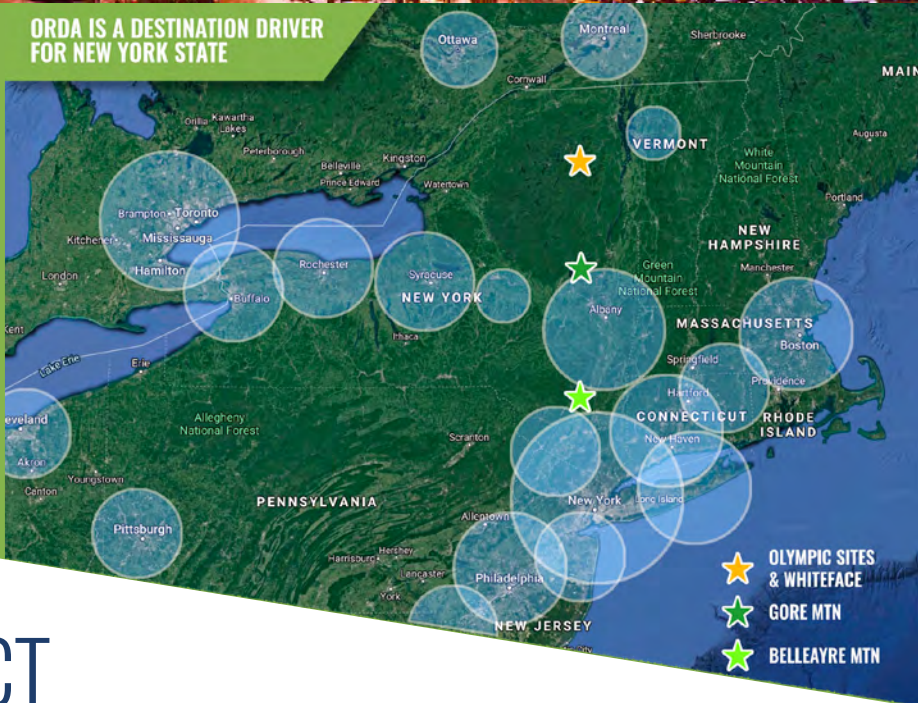 ORDA IS A DESTINATION DRIVER
FOR NEW YORK STATE
Ottawa
Montreal
Sherbrooke
Cornwall
MAIN
Orillia
Kawartha
Lakes
Peterborough
Belleville
Kingston
Prince Edward
Watertown
VERMONT
Augusta
White
Mountain
National Forest
Portland
Brampton
Toronto
Kitchener
Mississauga
Hamilton
London
NEW
HAMPSHIRE
Manchester
Rochester
Syracuse
NEW YORK
Green
Mountain
National Forest
Buffalo
Albany
Kent
Ithaca
MASSACHUSETTS
Boston
Lake Erie
Erie
Springfield
Providence
Hartford
CONNECTICUT
RHODE
ISLAND
eveland
Allegheny
National Forest
Scranton
New Haven
Akron
Canton
Youngstown
PENNSYLVANIA
New York
Long Island
Allentown
Pittsburgh
Harrisburg
Hershey
Lancaster
York
Philadelphia
NEW JERSEY
OLYMPIC SITES
& WHITEFACE
GORE MTN
BELLEAYRE MTN
CT